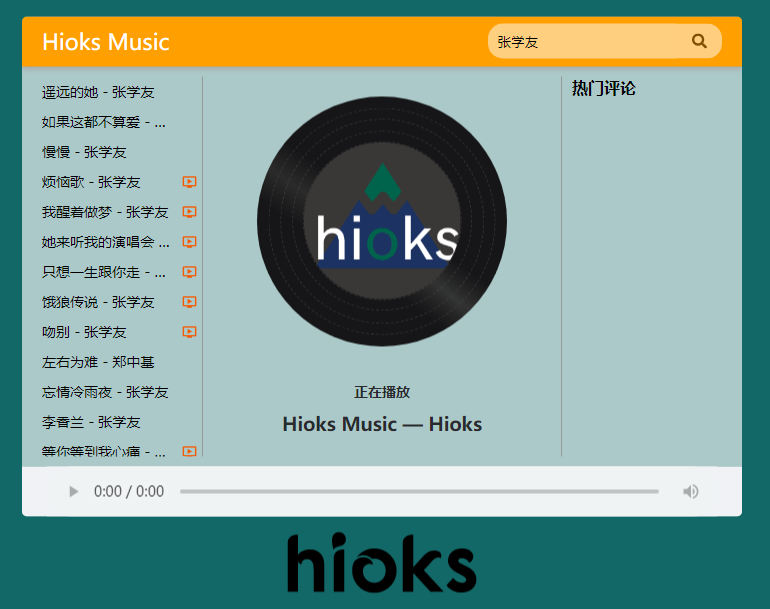 Hioks Music
张学友
遥远的她 - 张学友
如果这都不算爱 - ...
慢慢 - 张学友
烦恼歌 - 张学友
我醒着做梦 - 张学友
她来听我的演唱会 ...
只想一生跟你走 - ...
饿狼传说 - 张学友
吻别 - 张学友
左右为难 - 郑中基
忘情冷雨夜 - 张学友
李香兰 - 张学友
等你等到我心痛 - ...
hioks
正在播放
Hioks Music — Hioks
热门评论
0:00 / 0:00
hioks